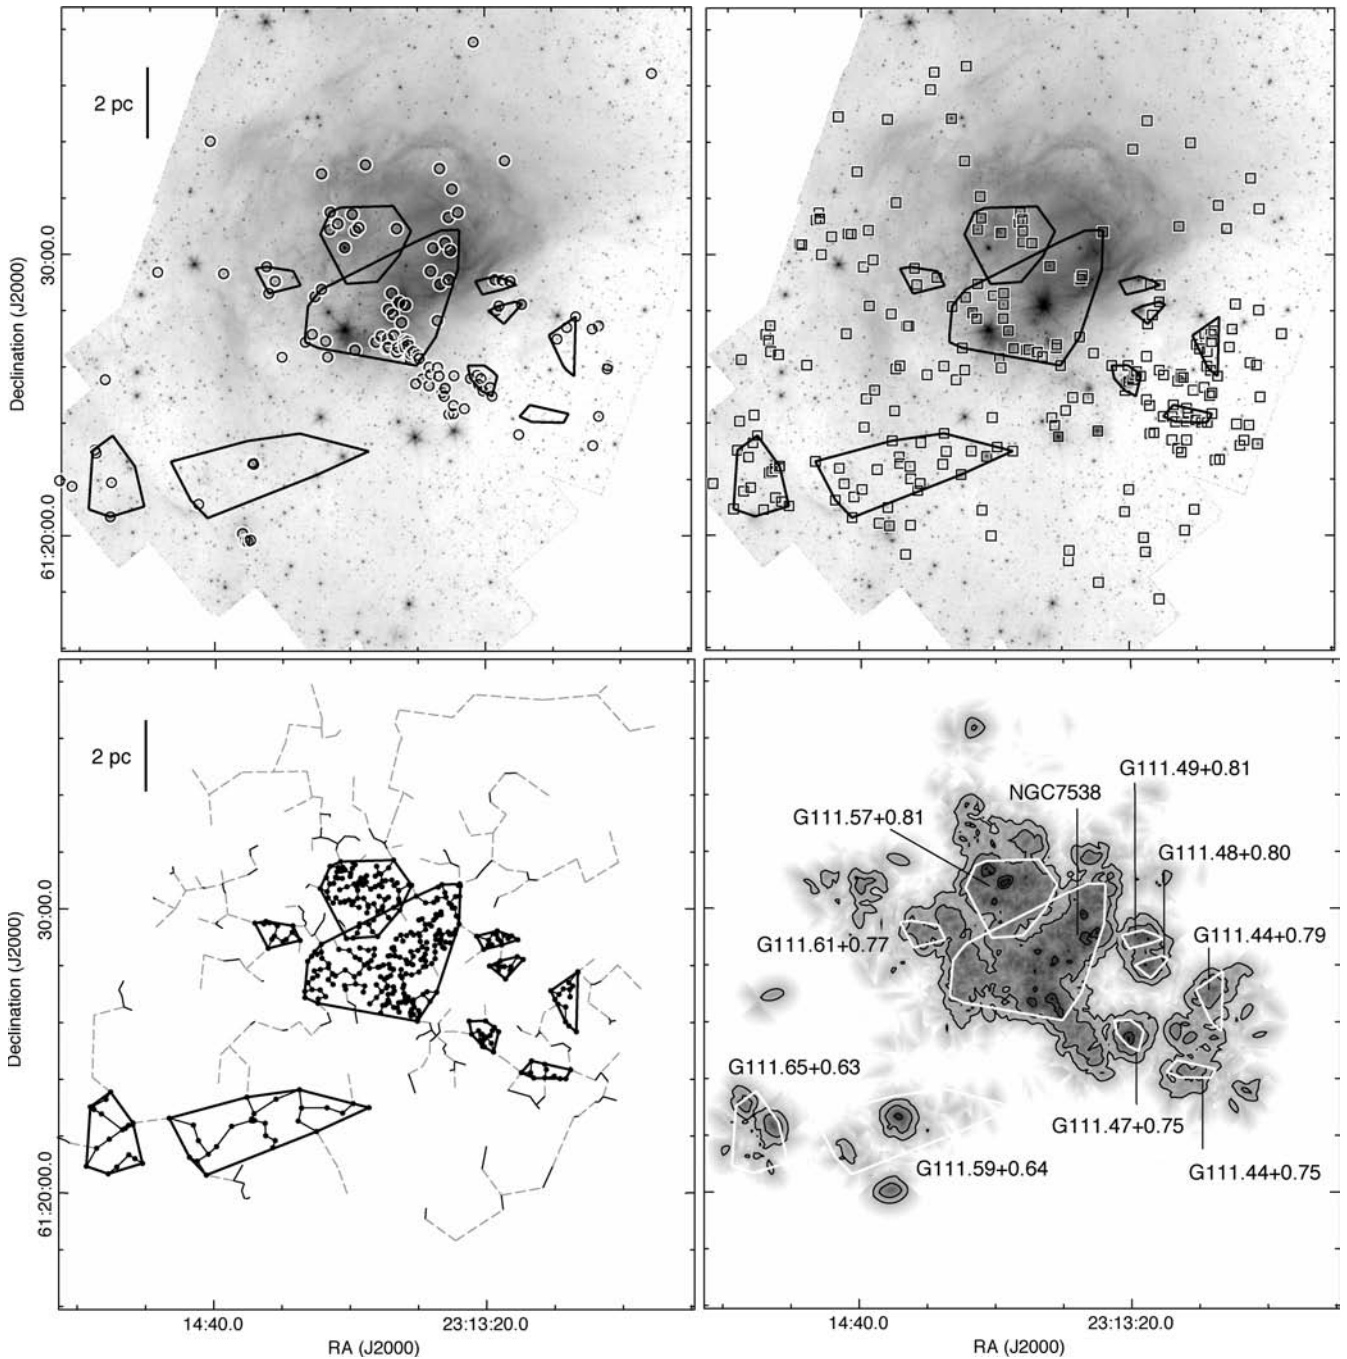 2 pc
Declination (J2000)
30:00.0
61:20:00.0
2 pc
Declination (J2000)
30:00.0
61:20:00.0
14:40.0
23:13:20.0
RA (J2000)
G111.49+0.81
NGC7538
G111.57+0.81
G111.48+0.80
G111.44+0.79
G111.61+0.77
G111.65+0.63
G111.47+0.75
G111.59+0.64
G111.44+0.75
14:40.0
23:13:20.0
RA (J2000)